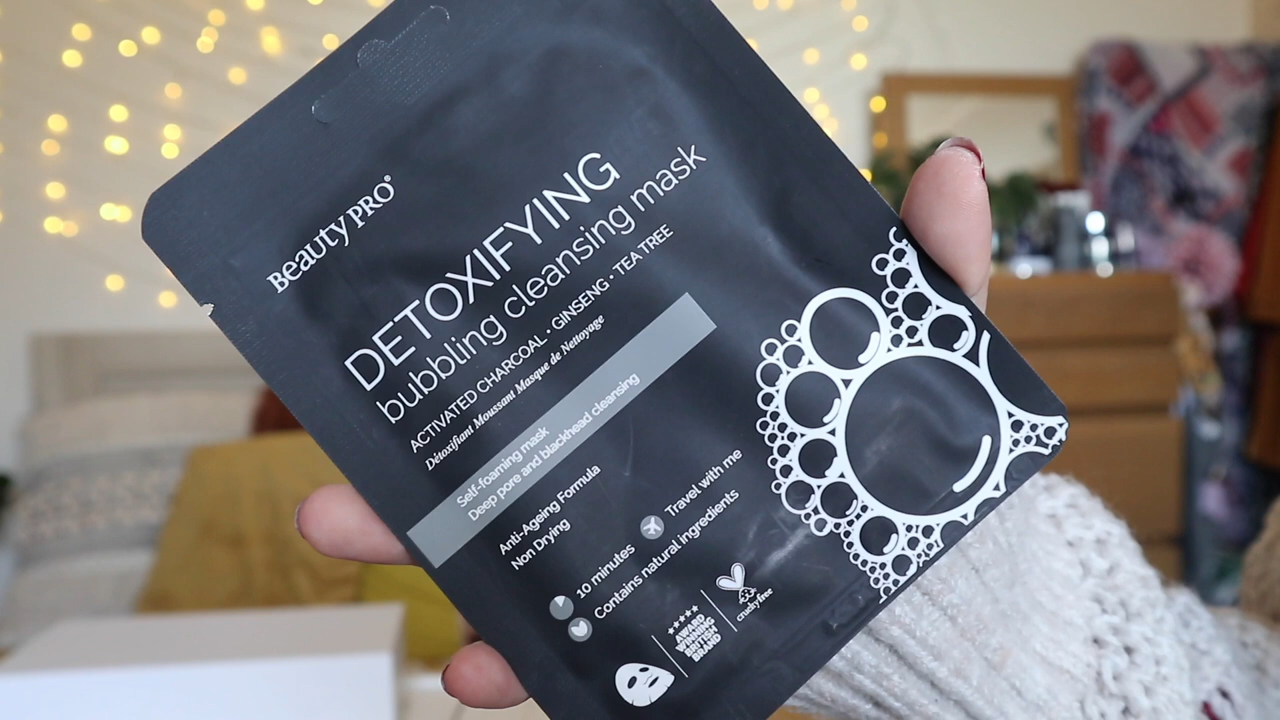 Beauty PRO®
DETOXIFYING
bubbling cleansing mask
ACTIVATED CHARCOAL • GINSENG • TEA TREE
Détoxifiant Moussant Masque de Nettoyage
Self-foaming mask
Deep pore and blackhead cleansing
Anti-Ageing Formula
Non Drying
10 minutes
Travel with me
Contains natural ingredients
AWARD
WINNING
BRITISH
BRAND
crueltyfree